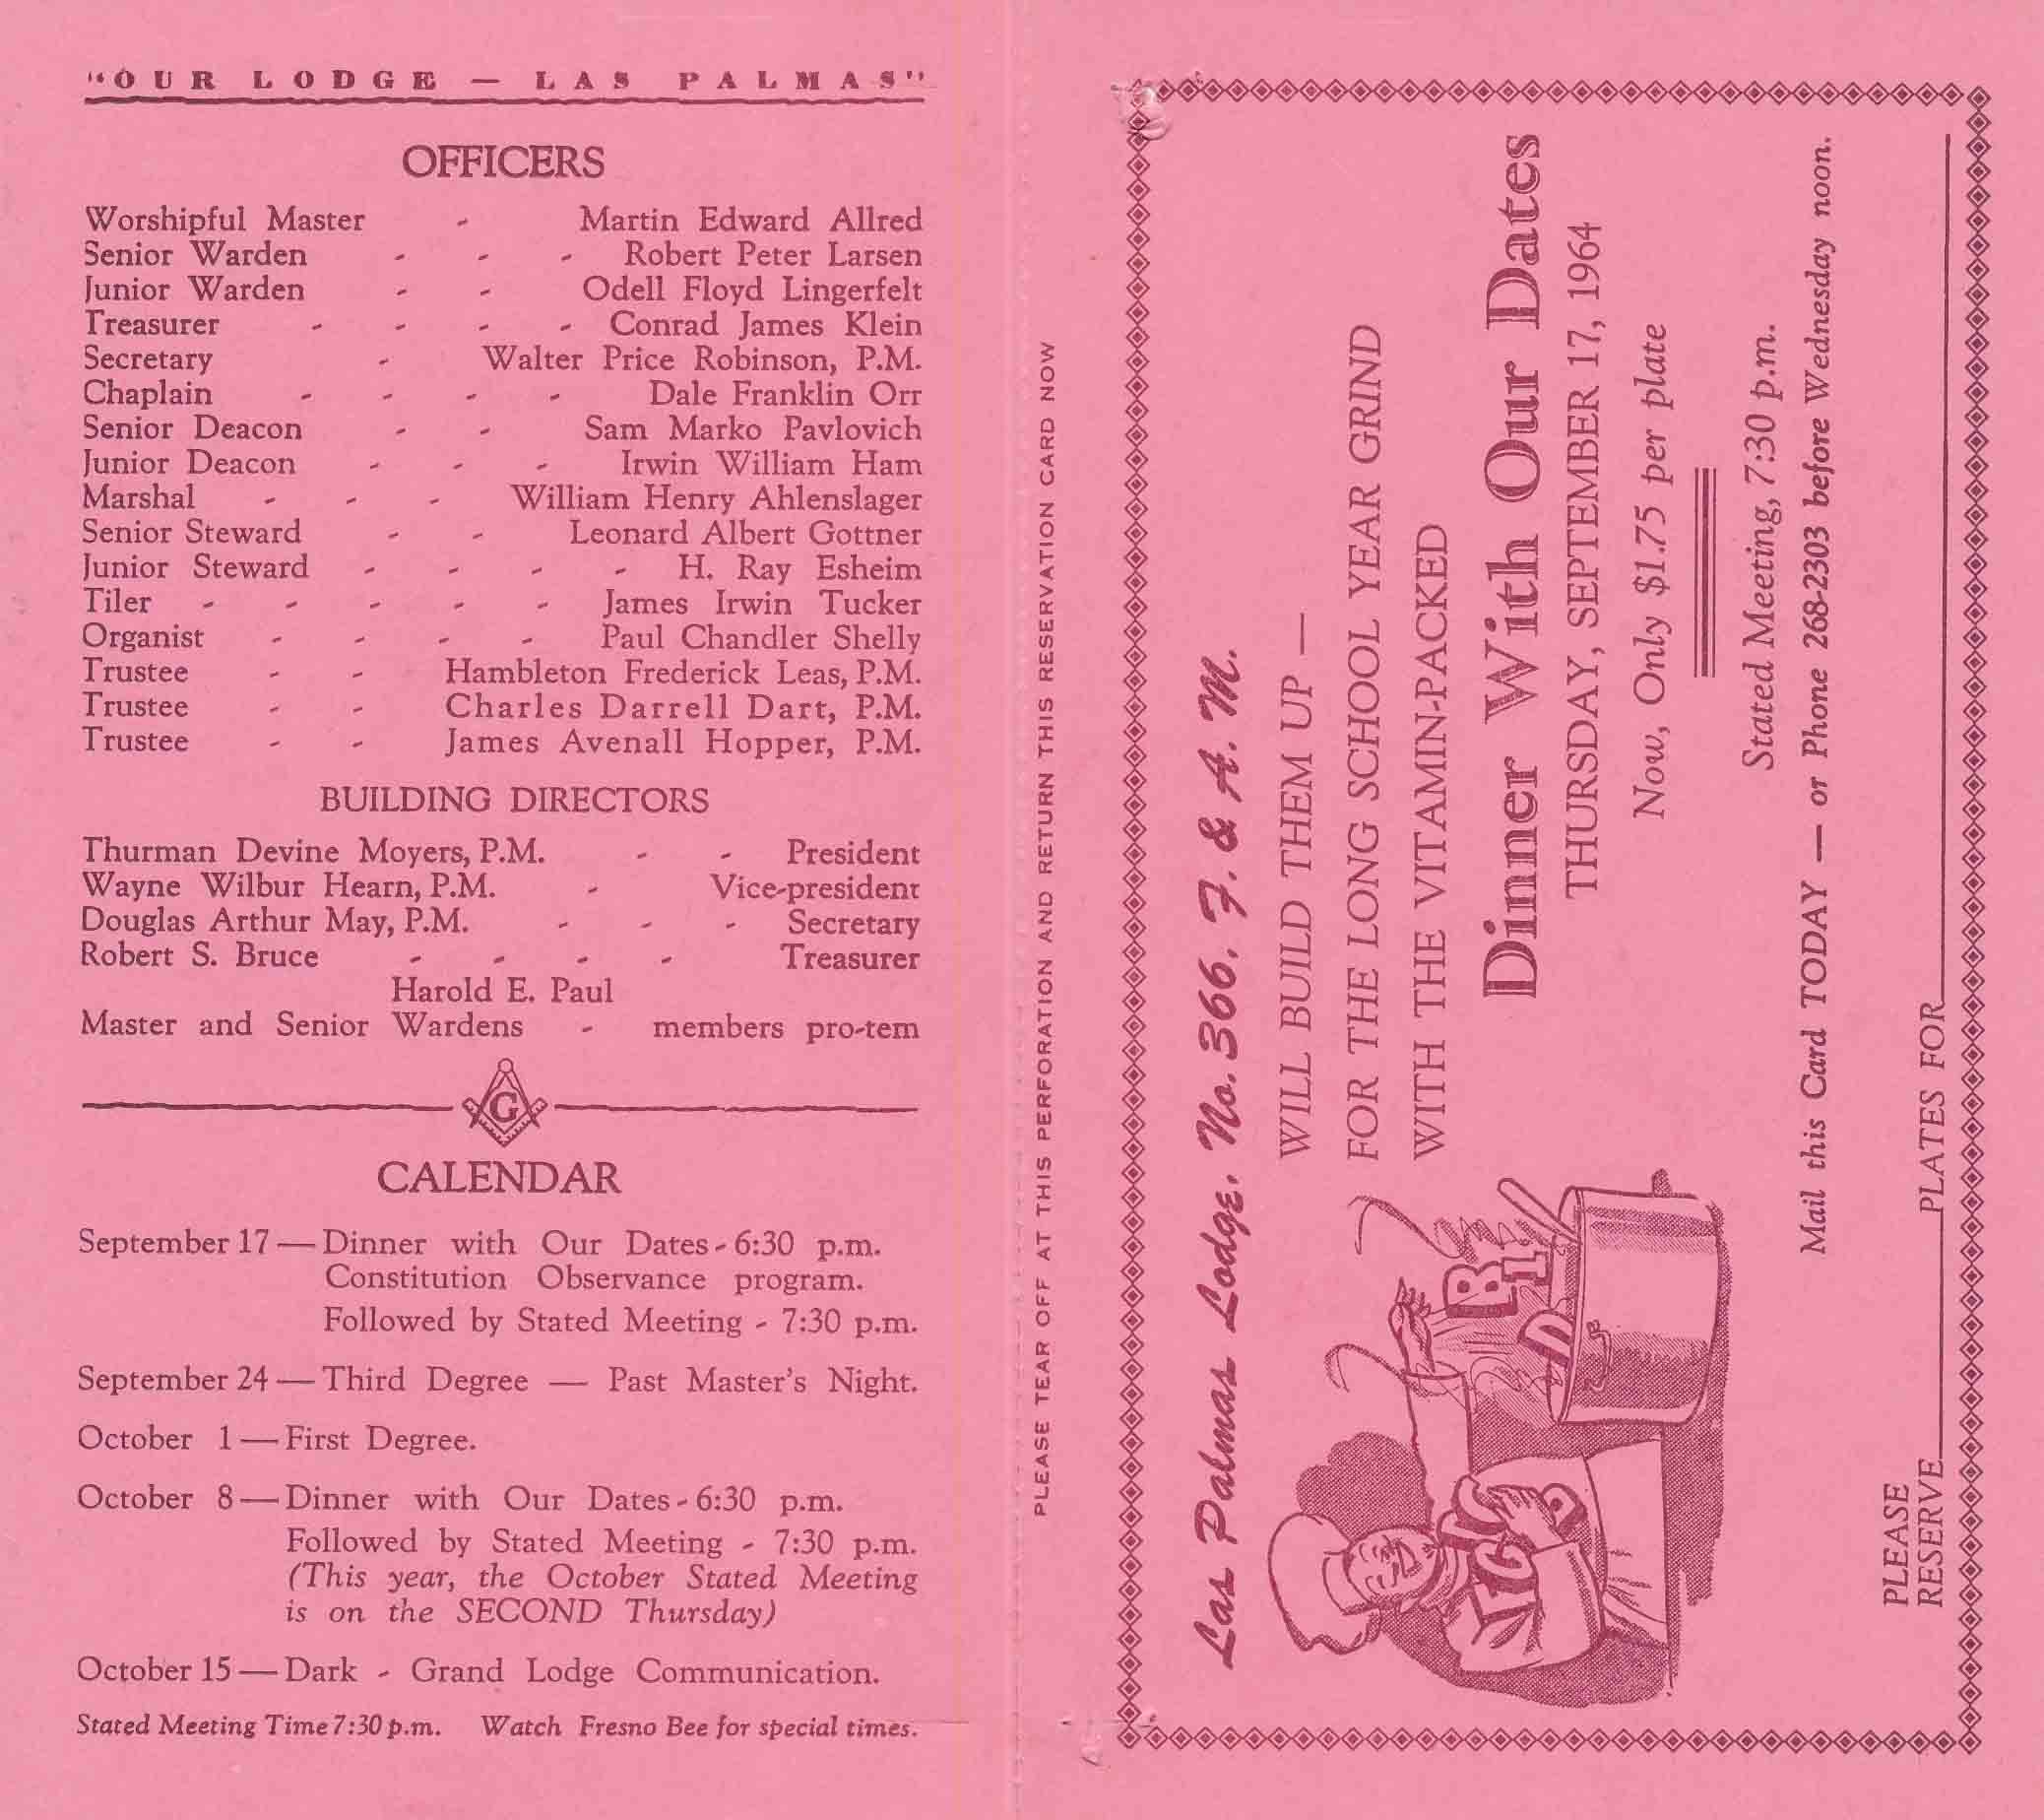 "OUR LODGE — LAS PALMAS"
OFFICERS
Worshipful Master - Martin Edward Allred
Senior Warden - - - Robert Peter Larsen
Junior Warden - - Odell Floyd Lingerfelt
Treasurer - - - - Conrad James Klein
Secretary - Walter Price Robinson, P.M.
Chaplain - - - - Dale Franklin Orr
Senior Deacon - - Sam Marko Pavlovich
Junior Deacon - - - Irwin William Ham
Marshal - - - William Henry Ahlenslager
Senior Steward - - Leonard Albert Gottner
Junior Steward - - - - H. Ray Esheim
Tiler - - - - - James Irwin Tucker
Organist - - - - Paul Chandler Shelly
Trustee - - Hambleton Frederick Leas, P.M.
Trustee - - Charles Darrell Dart, P.M.
Trustee - - James Avenall Hopper, P.M.
BUILDING DIRECTORS
Thurman Devine Moyers, P.M. - - President
Wayne Wilbur Hearn, P.M. - Vice-president
Douglas Arthur May, P.M. - - - Secretary
Robert S. Bruce - - - - Treasurer
Harold E. Paul
Master and Senior Wardens - members pro-tem
G
CALENDAR
September 17 — Dinner with Our Dates - 6:30 p.m.
Constitution Observance program.
Followed by Stated Meeting - 7:30 p.m.
September 24 — Third Degree — Past Master's Night.
October 1 — First Degree.
October 8 — Dinner with Our Dates - 6:30 p.m.
Followed by Stated Meeting - 7:30 p.m.
(This year, the October Stated Meeting
is on the SECOND Thursday)
October 15 — Dark - Grand Lodge Communication.
Stated Meeting Time 7:30 p.m. Watch Fresno Bee for special times.
PLEASE TEAR OFF AT THIS PERFORATION AND RETURN THIS RESERVATION CARD NOW
Las Palmas Lodge, No. 366, F. & A. M.
WILL BUILD THEM UP —
FOR THE LONG SCHOOL YEAR GRIND
WITH THE VITAMIN-PACKED
Dinner With Our Dates
THURSDAY, SEPTEMBER 17, 1964
Now, Only $1.75 per plate
Stated Meeting, 7:30 p.m.
Mail this Card TODAY — or Phone 268-2303 before Wednesday noon.
PLEASE
RESERVE ____ PLATES FOR ____
B1
D
G